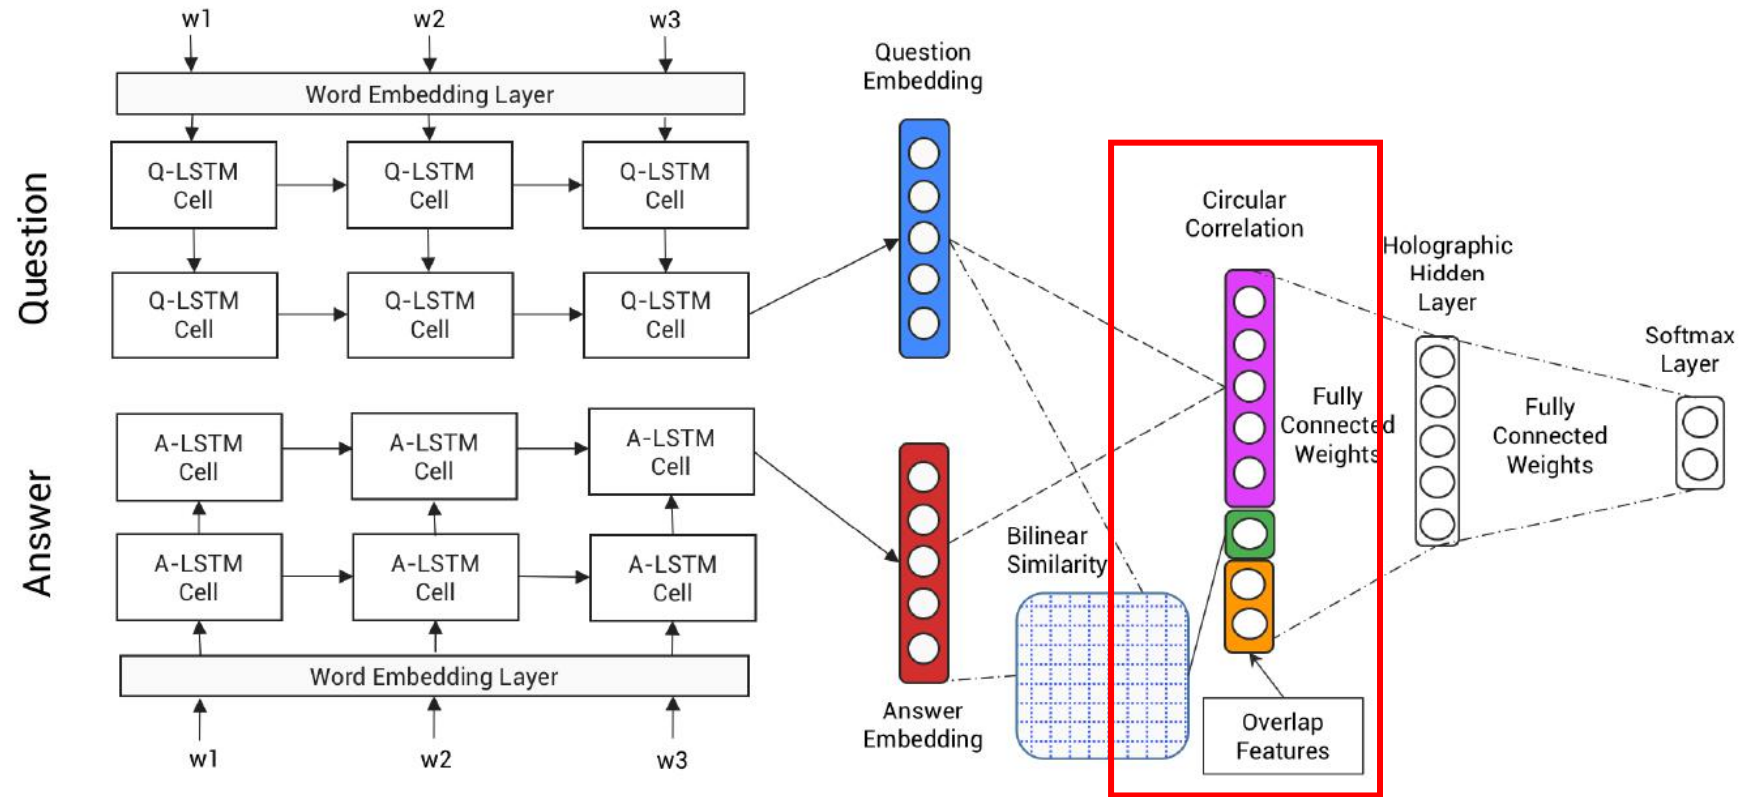 w1
w2
w3
Word Embedding Layer
Q-LSTM
Cell
Q-LSTM
Cell
Q-LSTM
Cell
Q-LSTM
Cell
Q-LSTM
Cell
Q-LSTM
Cell
Question
A-LSTM
Cell
A-LSTM
Cell
A-LSTM
Cell
A-LSTM
Cell
A-LSTM
Cell
A-LSTM
Cell
Answer
Word Embedding Layer
w1
w2
w3
Question
Embedding
Answer
Embedding
Bilinear
Similarity
Circular
Correlation
Fully
Connected
Weights
Overlap
Features
Holographic
Hidden
Layer
Fully
Connected
Weights
Softmax
Layer